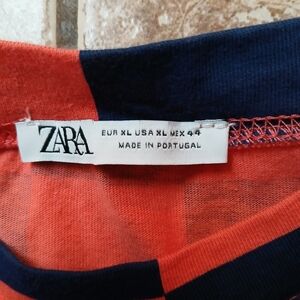 ZARA
EUR XL USA XL MEX 44
MADE IN PORTUGAL